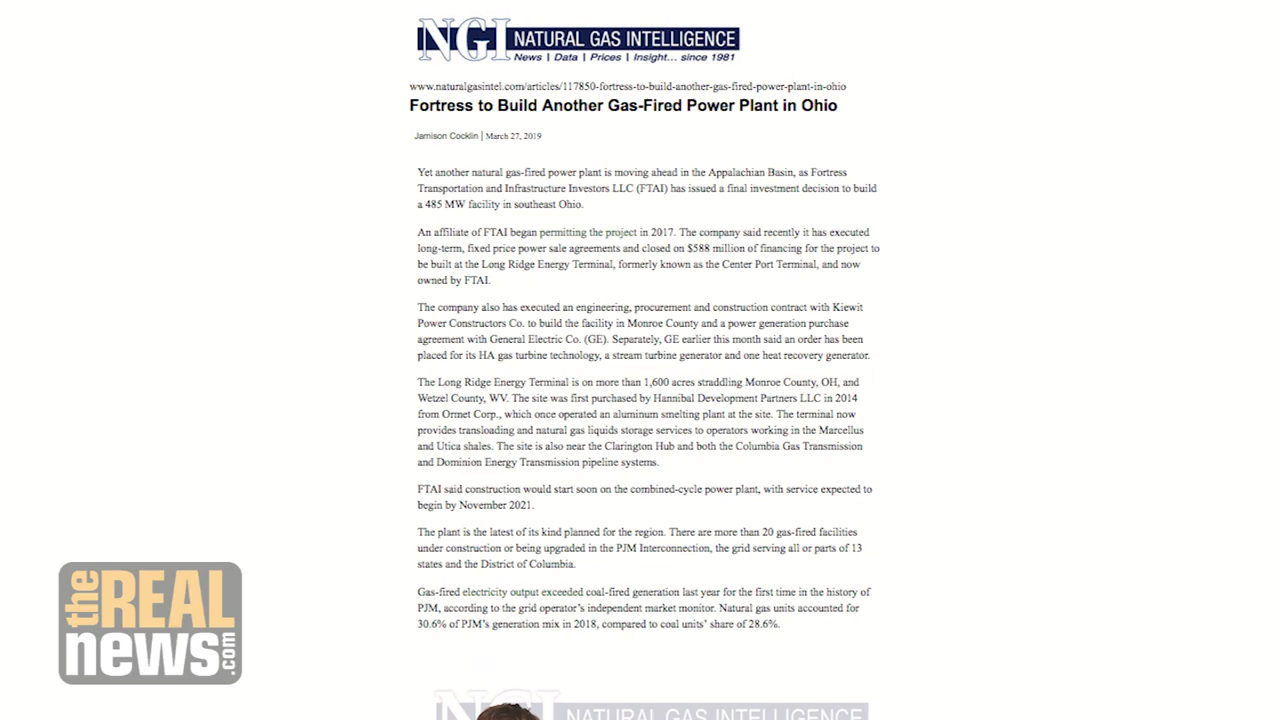 NGI NATURAL GAS INTELLIGENCE
News | Data | Prices | Insight... since 1981
www.naturalgasintel.com/articles/117850-fortress-to-build-another-gas-fired-power-plant-in-ohio
Fortress to Build Another Gas-Fired Power Plant in Ohio
Jamison Cocklin | March 27, 2019
Yet another natural gas-fired power plant is moving ahead in the Appalachian Basin, as Fortress
Transportation and Infrastructure Investors LLC (FTAI) has issued a final investment decision to build
a 485 MW facility in southeast Ohio.
An affiliate of FTAI began permitting the project in 2017. The company said recently it has executed
long-term, fixed price power sale agreements and closed on $588 million of financing for the project to
be built at the Long Ridge Energy Terminal, formerly known as the Center Port Terminal, and now
owned by FTAI.
The company also has executed an engineering, procurement and construction contract with Kiewit
Power Constructors Co. to build the facility in Monroe County and a power generation purchase
agreement with General Electric Co. (GE). Separately, GE earlier this month said an order has been
placed for its HA gas turbine technology, a stream turbine generator and one heat recovery generator.
The Long Ridge Energy Terminal is on more than 1,600 acres straddling Monroe County, OH, and
Wetzel County, WV. The site was first purchased by Hannibal Development Partners LLC in 2014
from Ormet Corp., which once operated an aluminum smelting plant at the site. The terminal now
provides transloading and natural gas liquids storage services to operators working in the Marcellus
and Utica shales. The site is also near the Clarington Hub and both the Columbia Gas Transmission
and Dominion Energy Transmission pipeline systems.
FTAI said construction would start soon on the combined-cycle power plant, with service expected to
begin by November 2021.
The plant is the latest of its kind planned for the region. There are more than 20 gas-fired facilities
under construction or being upgraded in the PJM Interconnection, the grid serving all or parts of 13
states and the District of Columbia.
Gas-fired electricity output exceeded coal-fired generation last year for the first time in the history of
PJM, according to the grid operator's independent market monitor. Natural gas units accounted for
30.6% of PJM's generation mix in 2018, compared to coal units' share of 28.6%.
the REAL
news.com
NGI NATURAL GAS INTELLIGENCE